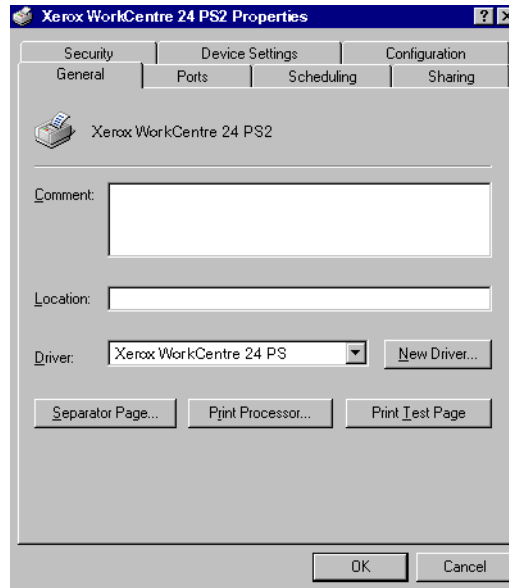 Xerox WorkCentre 24 PS2 Properties
Security Device Settings Configuration
General Ports Scheduling Sharing
Xerox WorkCentre 24 PS2
Comment:
Location:
Driver: Xerox WorkCentre 24 PS New Driver...
Separator Page... Print Processor... Print Test Page
OK Cancel